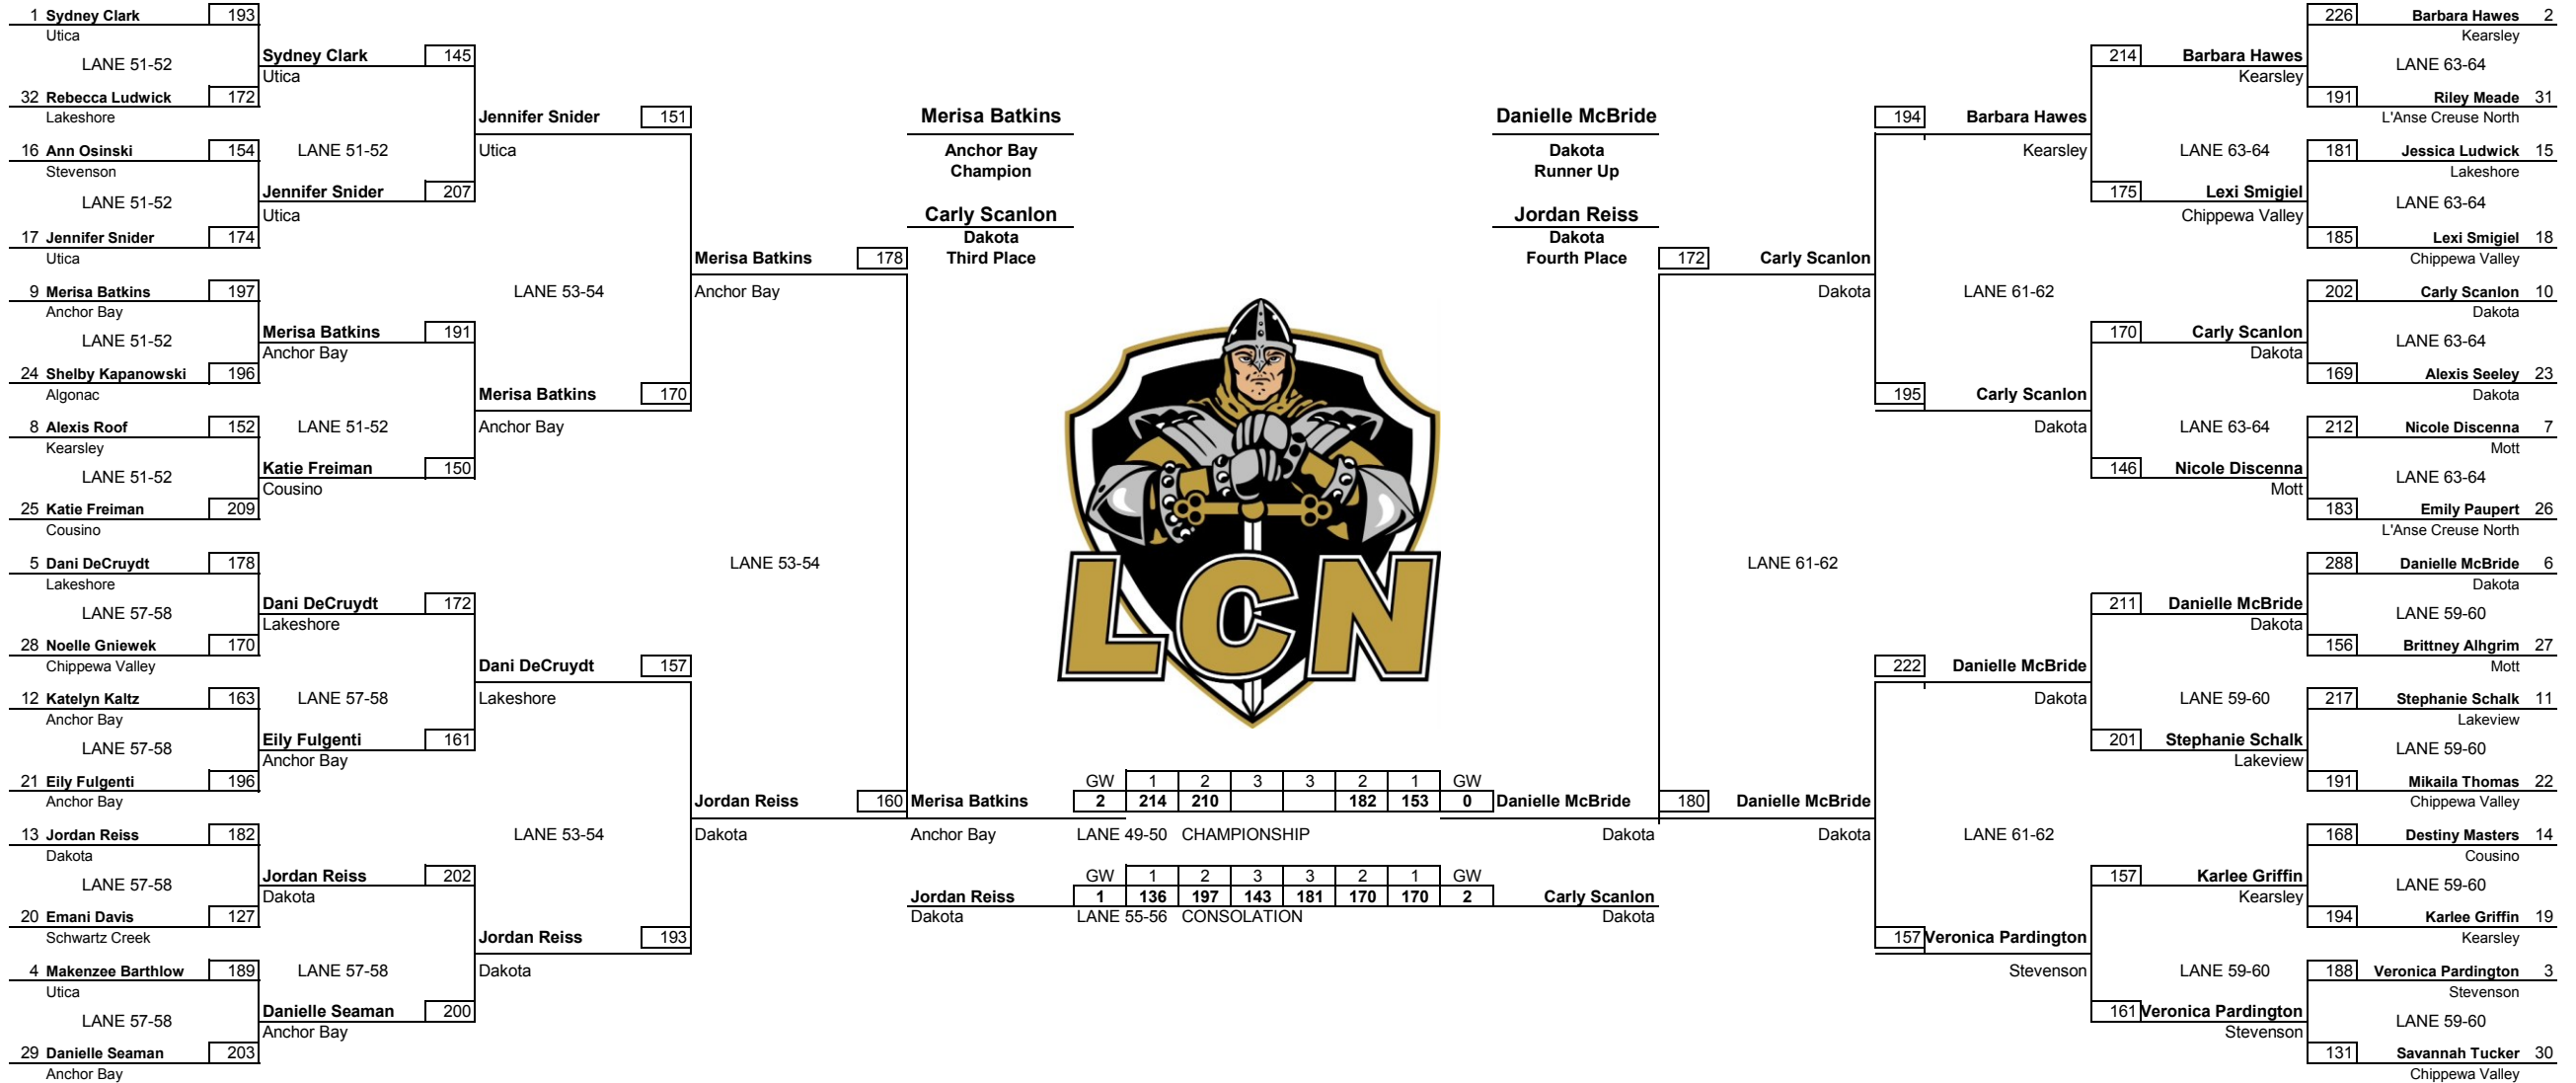 1 Sydney Clark 193
Utica
LANE 51-52
32 Rebecca Ludwick 172
Lakeshore
16 Ann Osinski 154
Stevenson
LANE 51-52
17 Jennifer Snider 174
Utica
9 Merisa Batkins 197
Anchor Bay
LANE 51-52
24 Shelby Kapanowski 196
Algonac
8 Alexis Roof 152
Kearsley
LANE 51-52
25 Katie Freiman 209
Cousino
5 Dani DeCruydt 178
Lakeshore
LANE 57-58
28 Noelle Gniewek 170
Chippewa Valley
12 Katelyn Kaltz 163
Anchor Bay
LANE 57-58
21 Eily Fulgenti 196
Anchor Bay
13 Jordan Reiss 182
Dakota
LANE 57-58
20 Emani Davis 127
Schwartz Creek
4 Makenzee Barthlow 189
Utica
LANE 57-58
29 Danielle Seaman 203
Anchor Bay
Sydney Clark 145
Utica
LANE 51-52
Jennifer Snider 207
Utica
Merisa Batkins 191
Anchor Bay
LANE 51-52
Katie Freiman 150
Cousino
Dani DeCruydt 172
Lakeshore
LANE 57-58
Eily Fulgenti 161
Anchor Bay
Jordan Reiss 202
Dakota
LANE 57-58
Danielle Seaman 200
Anchor Bay
Jennifer Snider 151
Utica
LANE 53-54
Merisa Batkins 170
Anchor Bay
Dani DeCruydt 157
Lakeshore
LANE 53-54
Jordan Reiss 193
Dakota
Merisa Batkins 178
Anchor Bay
LANE 53-54
Jordan Reiss 160
Dakota
Merisa Batkins
Anchor Bay
Champion
Carly Scanlon
Dakota
Third Place
Danielle McBride
Dakota
Runner Up
Jordan Reiss
Dakota
Fourth Place
LCN
GW 1 2 3 3 2 1 GW
Merisa Batkins 2 214 210 182 153 0 Danielle McBride
Anchor Bay LANE 49-50 CHAMPIONSHIP Dakota
GW 1 2 3 3 2 1 GW
Jordan Reiss 1 136 197 143 181 170 170 2 Carly Scanlon
Dakota LANE 55-56 CONSOLATION Dakota
172 Carly Scanlon
Dakota
LANE 61-62
180 Danielle McBride
Dakota
194 Barbara Hawes
Kearsley
LANE 61-62
195 Carly Scanlon
Dakota
222 Danielle McBride
Dakota
LANE 61-62
157 Veronica Pardington
Stevenson
214 Barbara Hawes
Kearsley
LANE 63-64
175 Lexi Smigiel
Chippewa Valley
170 Carly Scanlon
Dakota
LANE 63-64
146 Nicole Discenna
Mott
211 Danielle McBride
Dakota
LANE 59-60
201 Stephanie Schalk
Lakeview
157 Karlee Griffin
Kearsley
LANE 59-60
161 Veronica Pardington
Stevenson
226 Barbara Hawes 2
Kearsley
LANE 63-64
191 Riley Meade 31
L'Anse Creuse North
181 Jessica Ludwick 15
Lakeshore
LANE 63-64
185 Lexi Smigiel 18
Chippewa Valley
202 Carly Scanlon 10
Dakota
LANE 63-64
169 Alexis Seeley 23
Dakota
212 Nicole Discenna 7
Mott
LANE 63-64
183 Emily Paupert 26
L'Anse Creuse North
288 Danielle McBride 6
Dakota
LANE 59-60
156 Brittney Alhgrim 27
Mott
217 Stephanie Schalk 11
Lakeview
LANE 59-60
191 Mikaila Thomas 22
Chippewa Valley
168 Destiny Masters 14
Cousino
LANE 59-60
194 Karlee Griffin 19
Kearsley
188 Veronica Pardington 3
Stevenson
LANE 59-60
131 Savannah Tucker 30
Chippewa Valley